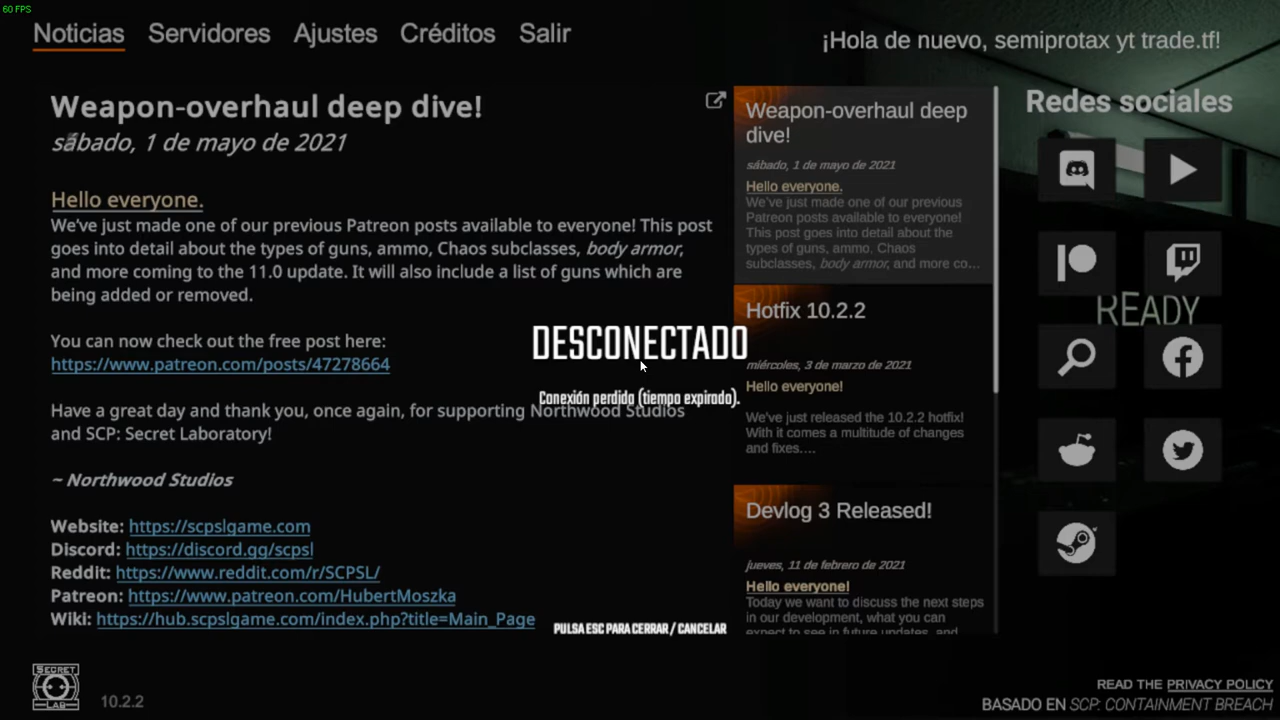 60 FPS
Noticias Servidores Ajustes Créditos Salir
¡Hola de nuevo, semiprotax yt trade.tf!
Weapon-overhaul deep dive!
sábado, 1 de mayo de 2021
Hello everyone.
We've just made one of our previous Patreon posts available to everyone! This post
goes into detail about the types of guns, ammo, Chaos subclasses, body armor,
and more coming to the 11.0 update. It will also include a list of guns which are
being added or removed.
You can now check out the free post here:
https://www.patreon.com/posts/47278664
Have a great day and thank you, once again, for supporting Northwood Studios
and SCP: Secret Laboratory!
~ Northwood Studios
Website: https://scpslgame.com
Discord: https://discord.gg/scpsl
Reddit: https://www.reddit.com/r/SCPSL/
Patreon: https://www.patreon.com/HubertMoszka
Wiki: https://hub.scpslgame.com/index.php?title=Main_Page
DESCONECTADO
Conexión perdida (tiempo expirado).
PULSA ESC PARA CERRAR / CANCELAR
Weapon-overhaul deep
dive!
sábado, 1 de mayo de 2021
Hello everyone.
We've just made one of our previous
Patreon posts available to everyone!
This post goes into detail about the
types of guns, ammo, Chaos
subclasses, body armor, and more co...
Hotfix 10.2.2
miércoles, 3 de marzo de 2021
Hello everyone!
We've just released the 10.2.2 hotfix!
With it comes a multitude of changes
and fixes....
Devlog 3 Released!
jueves, 11 de febrero de 2021
Hello everyone!
Today we want to discuss the next steps
in our development, what you can
expect to see in future updates, and
Redes sociales
READY
SECRET
LAB
10.2.2
READ THE PRIVACY POLICY
BASADO EN SCP: CONTAINMENT BREACH